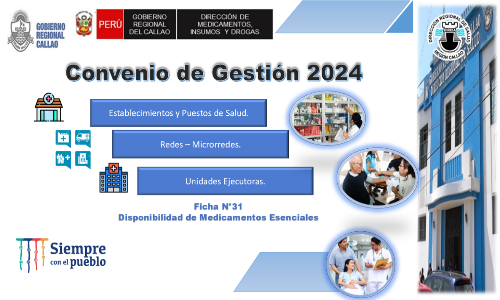 GOBIERNO
REGIONAL
CALLAO
PERÚ
GOBIERNO
REGIONAL
DEL CALLAO
DIRECCIÓN DE
MEDICAMENTOS,
INSUMOS Y DROGAS
DIRECCIÓN REGIONAL DE SALUD
REGION CALLAO
Convenio de Gestión 2024
Establecimientos y Puestos de Salud.
Redes – Microrredes.
Unidades Ejecutoras.
Ficha N°31
Disponibilidad de Medicamentos Esenciales
Siempre
con el pueblo